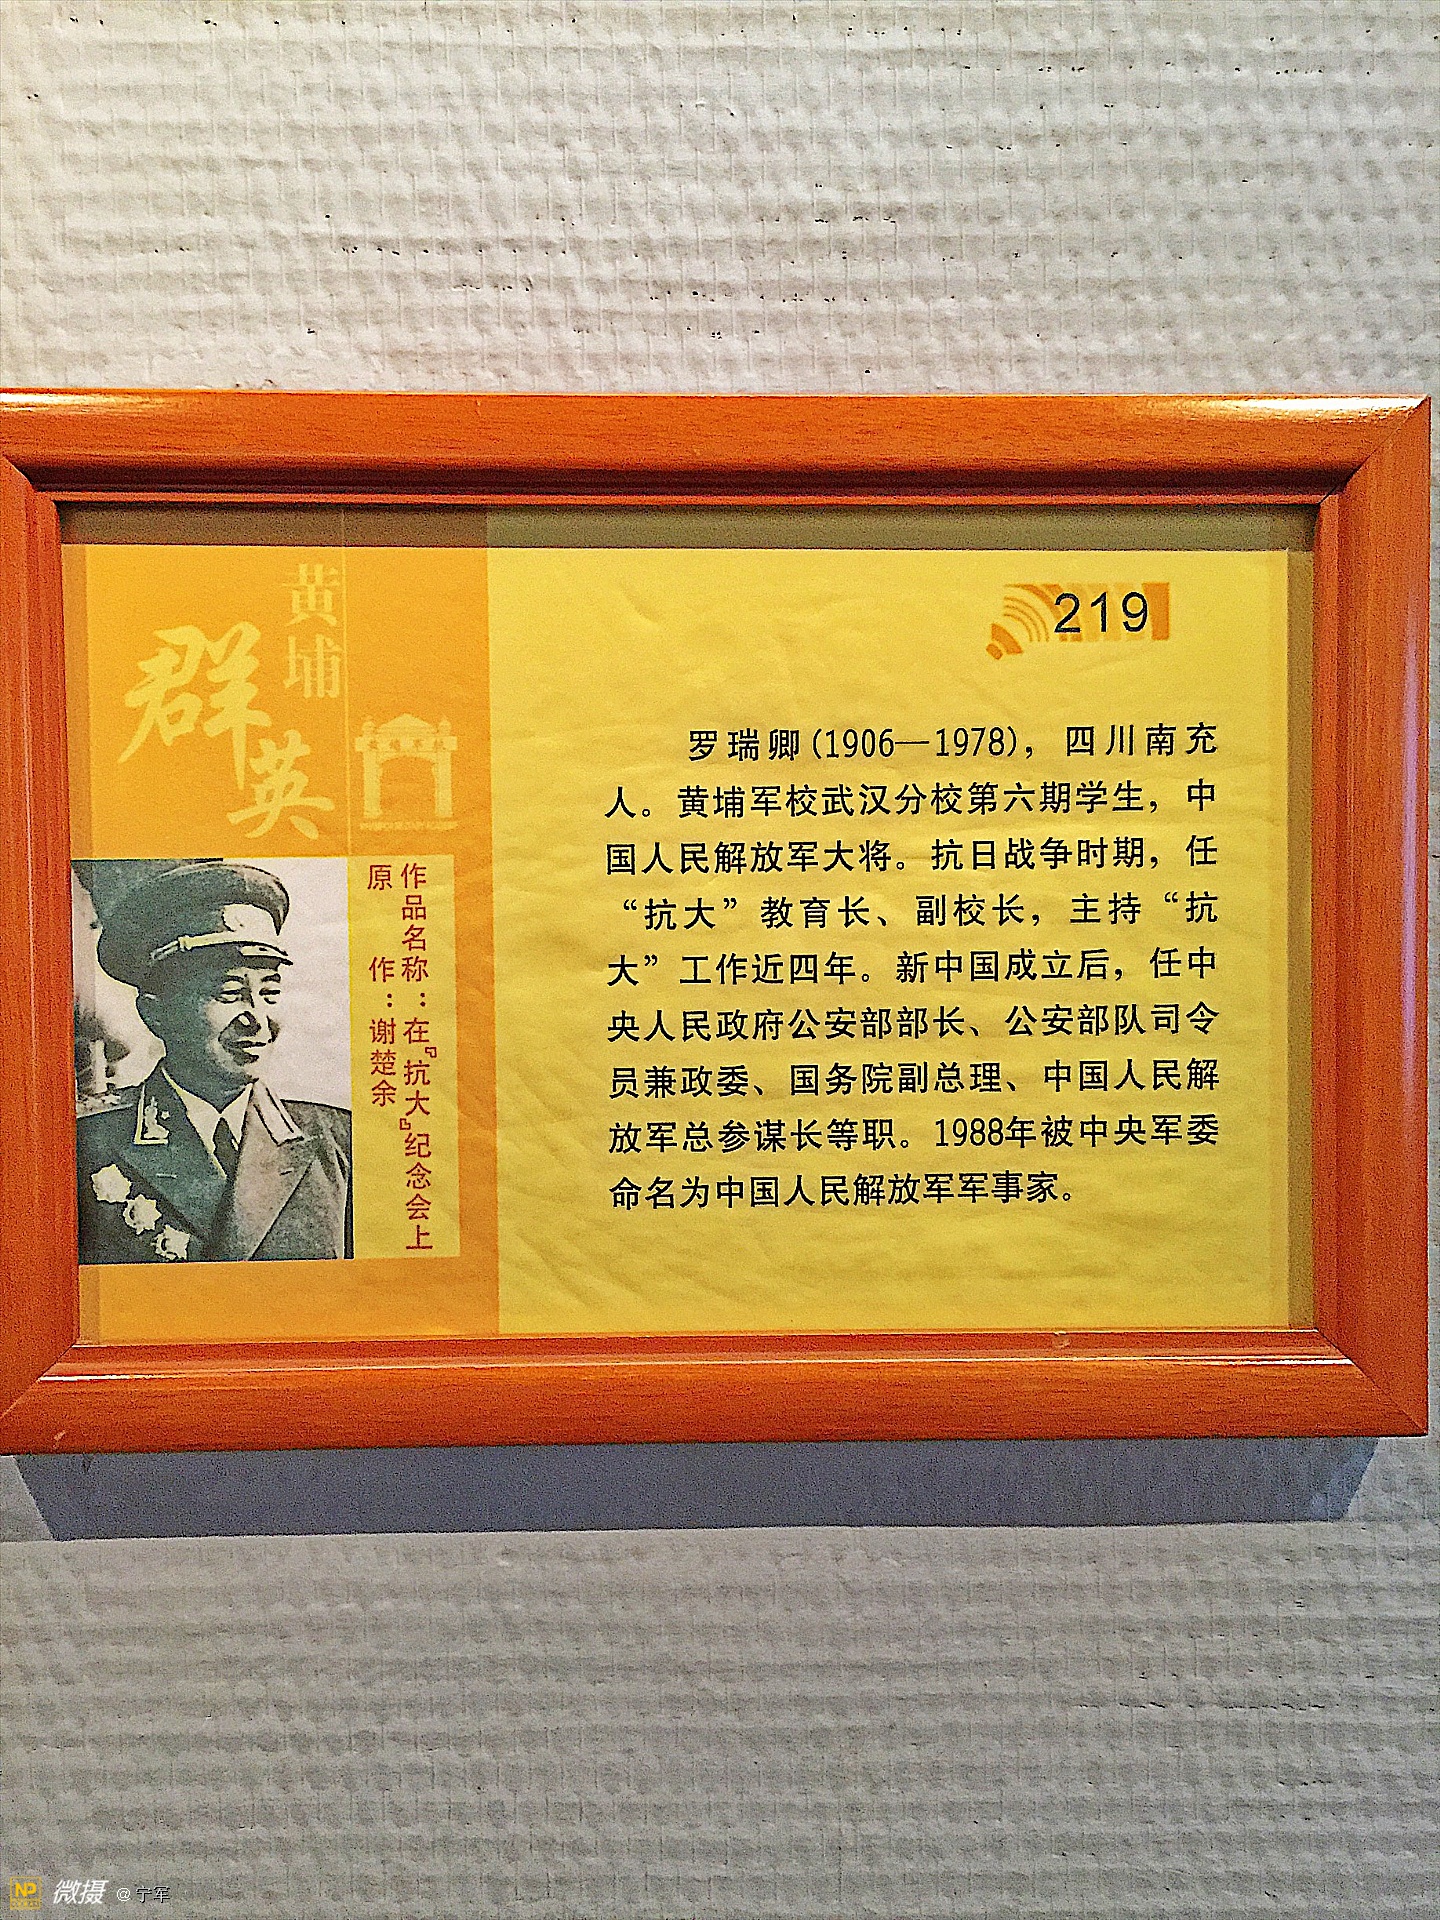 黄埔
群英
219
罗瑞卿(1906—1978)，四川南充
人。黄埔军校武汉分校第六期学生，中
国人民解放军大将。抗日战争时期，任
“抗大”教育长、副校长，主持“抗
大”工作近四年。新中国成立后，任中
央人民政府公安部部长、公安部队司令
员兼政委、国务院副总理、中国人民解
放军总参谋长等职。1988年被中央军委
命名为中国人民解放军军事家。
作品名称：在『抗大』纪念会上
原作：谢楚余
NP 微摄 @ 宁军